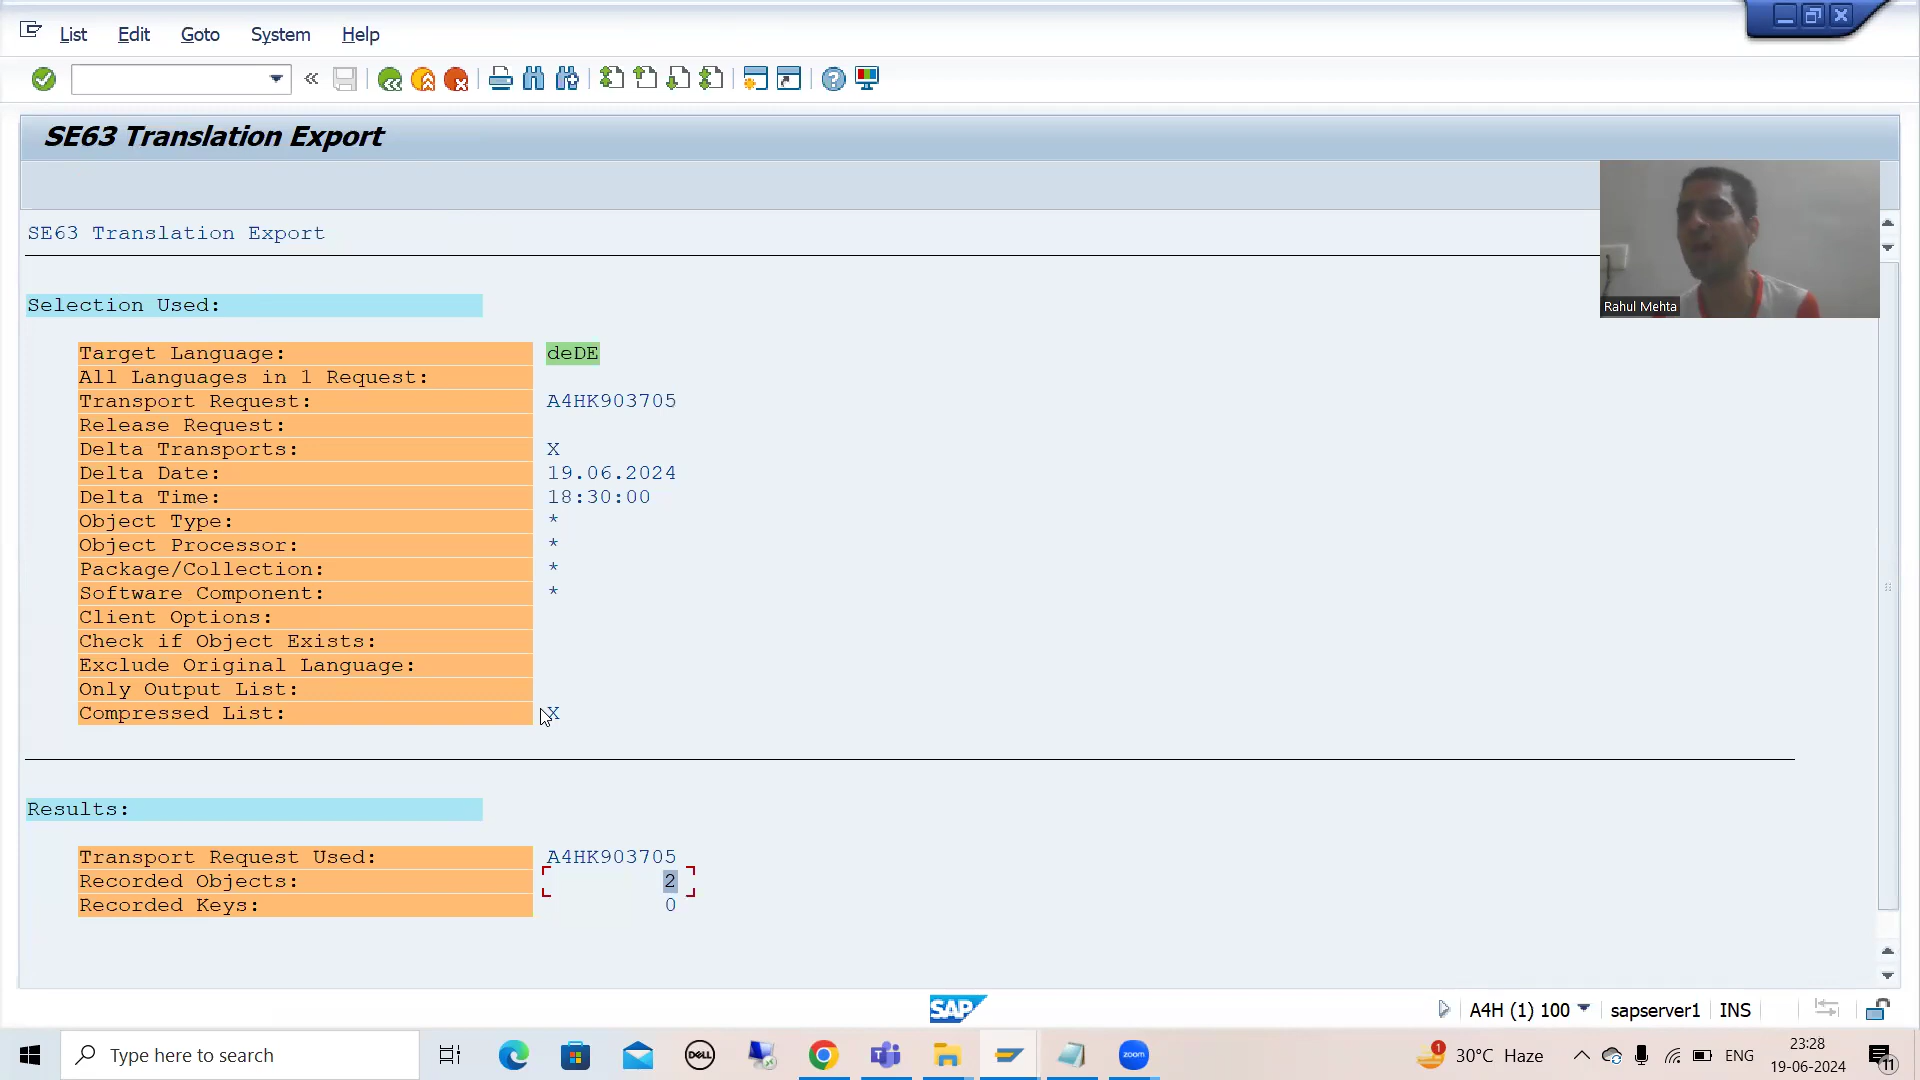 List Edit Goto System Help
SE63 Translation Export
SE63 Translation Export
Rahul Mehta
Selection Used:
Target Language: deDE
All Languages in 1 Request:
Transport Request: A4HK903705
Release Request:
Delta Transports: X
Delta Date: 19.06.2024
Delta Time: 18:30:00
Object Type: *
Object Processor: *
Package/Collection: *
Software Component: *
Client Options:
Check if Object Exists:
Exclude Original Language:
Only Output List:
Compressed List: X
Results:
Transport Request Used: A4HK903705
Recorded Objects: 2
Recorded Keys: 0
SAP
A4H (1) 100 sapserver1 INS
Type here to search
DELL
zoom
1
30°C Haze
ENG
23:28
19-06-2024
11